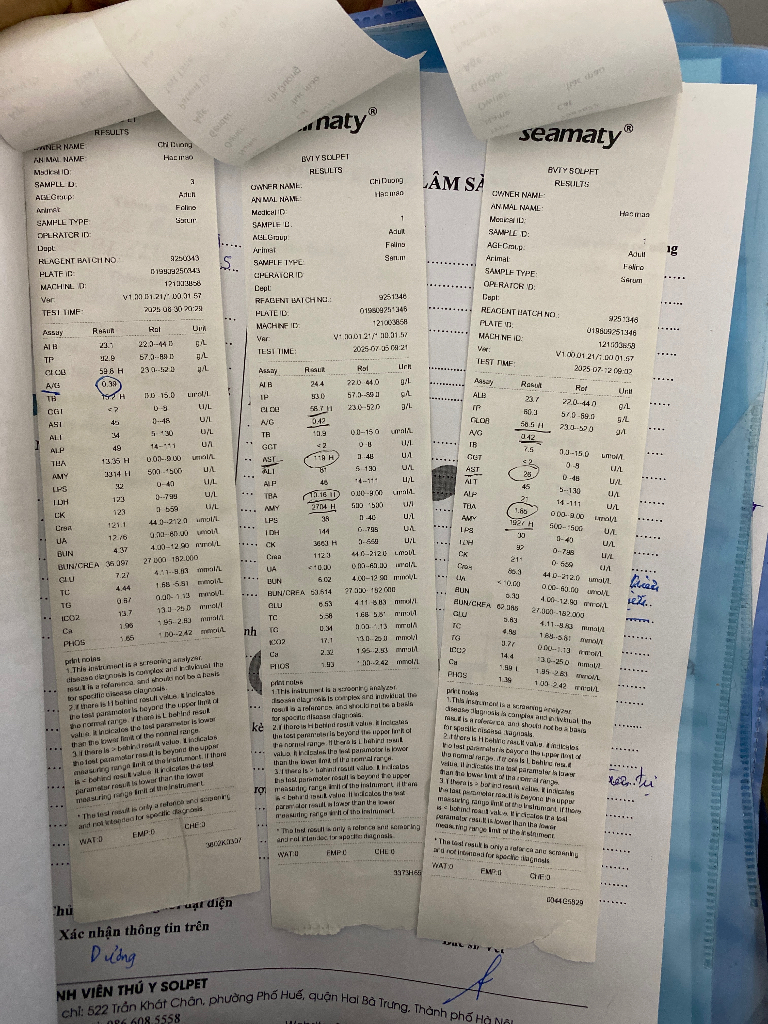 RESULTS
OWNER NAME Chi Duong
ANIMAL NAME: Hac mao
Medical ID:
SAMPLE ID: 3
AGE Group: Adult
Animal: Feline
SAMPLE TYPE: Serum
OPERATOR ID:
Dept:
REAGENT BATCH NO.: 9250343
PLATE ID: 019809250343
MACHINE ID: 121003858
Ver: V1.00.01.21/1.00.01.57
TEST TIME: 2025-06-30 20:29
Assay Result Ref Unit
ALB 23.1 22.0--44.0 g/L
TP 82.9 57.0--89.0 g/L
GLOB 59.8 H 23.0--52.0 g/L
A/G 0.39
TB H 0.0-15.0 umol/L
GGT <2 0--8 U/L
AST 45 0--48 U/L
ALT 34 5--130 U/L
ALP 49 14--111 U/L
TBA 13.35 H 0.00--9.00 umol/L
AMY 3314 H 500--1500 U/L
LPS 32 0--40 U/L
LDH 123 0--798 U/L
CK 123 0--559 U/L
Crea 121.1 44.0--212.0 umol/L
UA 12.76 0.00--60.00 umol/L
BUN 4.37 4.00--12.90 mmol/L
BUN/CREA 36.097 27.000-182.000
GLU 7.27 4.11--8.83 mmol/L
TC 4.44 1.68-5.81 mmol/L
TG 0.67 0.00-1.13 mmol/L
tCO2 13.7 13.0--25.0 mmol/L
Ca 1.98 1.95--2.83 mmol/L
PHOS 1.65 1.00--2.42 mmol/L
print notes
1.This instrument is a screening analyzer,
disease diagnosis is complex and individual, the
result is a reference, and should not be a basis
for specific disease diagnosis.
2.If there is H behind result value. It indicates
the test parameter is beyond the upper limit of
the normal range. If there is L behind result
value. It indicates the test parameter is lower
than the lower limit of the normal range.
3.If there is > behind result value. It indicates
the test parameter result is beyond the upper
measuring range limit of the instrument. If there
is < behind result value. It indicates the test
parameter result is lower than the lower
measuring range limit of the instrument.
* The test result is only a refence and screening
and not intended for specific diagnosis.
WAT:0 EMP:0 CHE:0
3802K0307
maty®
BVTY SOLPET
RESULTS
OWNER NAME: Chi Duong
ANIMAL NAME: Hac mao
Medical ID:
SAMPLE ID: 1
AGE Group: Adult
Animal: Feline
SAMPLE TYPE: Serum
OPERATOR ID
Dept:
REAGENT BATCH NO.: 9251346
PLATE ID: 019809251346
MACHINE ID: 121003858
Ver: V1.00.01.21/1.00.01.57
TEST TIME: 2025-07-05 09:21
Assay Result Ref Unit
ALB 24.4 22.0--44.0 g/L
TP 83.0 57.0--89.0 g/L
GLOB 58.7 H 23.0--52.0 g/L
A/G 0.42
TB 10.9 0.0--15.0 umol/L
GGT <2 0-8 U/L
AST 119 H 0-48 U/L
ALT 81 5-130 U/L
ALP 46 14--111 U/L
TBA 10.16 H 0.00--9.00 umol/L
AMY 2704 H 500 1500 U/L
LPS 38 0--40 U/L
LDH 144 0--798 U/L
CK 3663 H 0--559 U/L
Crea 112.3 44.0--212.0 umol/L
UA <10.00 0.00--60.00 umol/L
BUN 6.02 4.00--12.90 mmol/L
BUN/CREA 53.614 27.000--182.000
GLU 6.53 4.11--8.83 mmol/L
TC 5.58 1.68--5.81 mmol/L
TG 0.34 0.00--1.13 mmol/L
tCO2 17.1 13.0--25.0 mmol/L
Ca 2.32 1.95--2.83 mmol/L
PHOS 1.93 1.00--2.42 mmol/L
print notes
1.This instrument is a screening analyzer,
disease diagnosis is complex and individual, the
result is a reference, and should not be a basis
for specific disease diagnosis.
2.If there is H behind result value. It indicates
the test parameter is beyond the upper limit of
the normal range. If there is L behind result
value. It indicates the test parameter is lower
than the lower limit of the normal range.
3.If there is > behind result value. It indicates
the test parameter result is beyond the upper
measuring range limit of the instrument. If there
is < behind result value. It indicates the test
parameter result is lower than the lower
measuring range limit of the instrument.
* The test result is only a refence and screening
and not intended for specific diagnosis.
WAT:0 EMP:0 CHE:0
3373H65
seamaty®
BVTY SOLPET
RESULTS
OWNER NAME:
ANIMAL NAME: Hac mao
Medical ID:
SAMPLE ID:
AGE Group: Adult
Animal: Feline
SAMPLE TYPE: Serum
OPERATOR ID:
Dept:
REAGENT BATCH NO.: 9251346
PLATE ID: 019809251346
MACHINE ID: 121003858
Ver: V1.00.01.21/1.00.01.57
TEST TIME: 2025-07-12 09:02
Assay Result Ref Unit
ALB 23.7 22.0--44.0 g/L
TP 80.3 57.0--89.0 g/L
GLOB 56.5 H 23.0--52.0 g/l
A/G 0.42
TB 7.5 0.0--15.0 umol/L
GGT <2 0--8 U/L
AST 28 0--48 U/L
ALT 45 5--130 U/L
ALP 21 14-111 U/L
TBA 1.85 0.00--9.00 umol/L
AMY 1927 H 500--1500 U/L
LPS 30 0--40 U/L
LDH 92 0--798 U/L
CK 211 0-559 U/L
Crea 85.3 44.0-212.0 umol/L
UA <10.00 0.00-60.00 umol/L
BUN 5.30 4.00--12.90 mmol/L
BUN/CREA 62.086 27.000--182.000
GLU 5.63 4.11--8.83 mmol/L
TC 4.88 1.68--5.81 mmol/L
TG 0.77 0.00--1.13 mmol/L
tCO2 14.4 13.0--25.0 mmol/L
Ca 1.95--2.83 mmol/L
PHOS 1.39 1.00--2.42 mmol/L
print notes
1.This instrument is a screening analyzer,
disease diagnosis is complex and individual, the
result is a reference, and should not be a basis
for specific disease diagnosis.
2.If there is H behind result value. It indicates
the test parameter is beyond the upper limit of
the normal range. If there is L behind result
value. It indicates the test parameter is lower
than the lower limit of the normal range.
3.If there is > behind result value. It indicates
the test parameter result is beyond the upper
measuring range limit of the instrument. If there
is < behind result value. It indicates the test
parameter result is lower than the lower
measuring range limit of the instrument.
* The test result is only a refence and screening
and not intended for specific diagnosis.
WAT:0 EMP:0 CHE:0
6044G5829
LÂM SÀ
ng
nh
kè
đại diện
Xác nhận thông tin trên
Dương
NH VIÊN THÚ Y SOLPET
chỉ: 522 Trần Khát Chân, phường Phố Huế, quận Hai Bà Trưng, Thành phố Hà Nội
086 608 5558